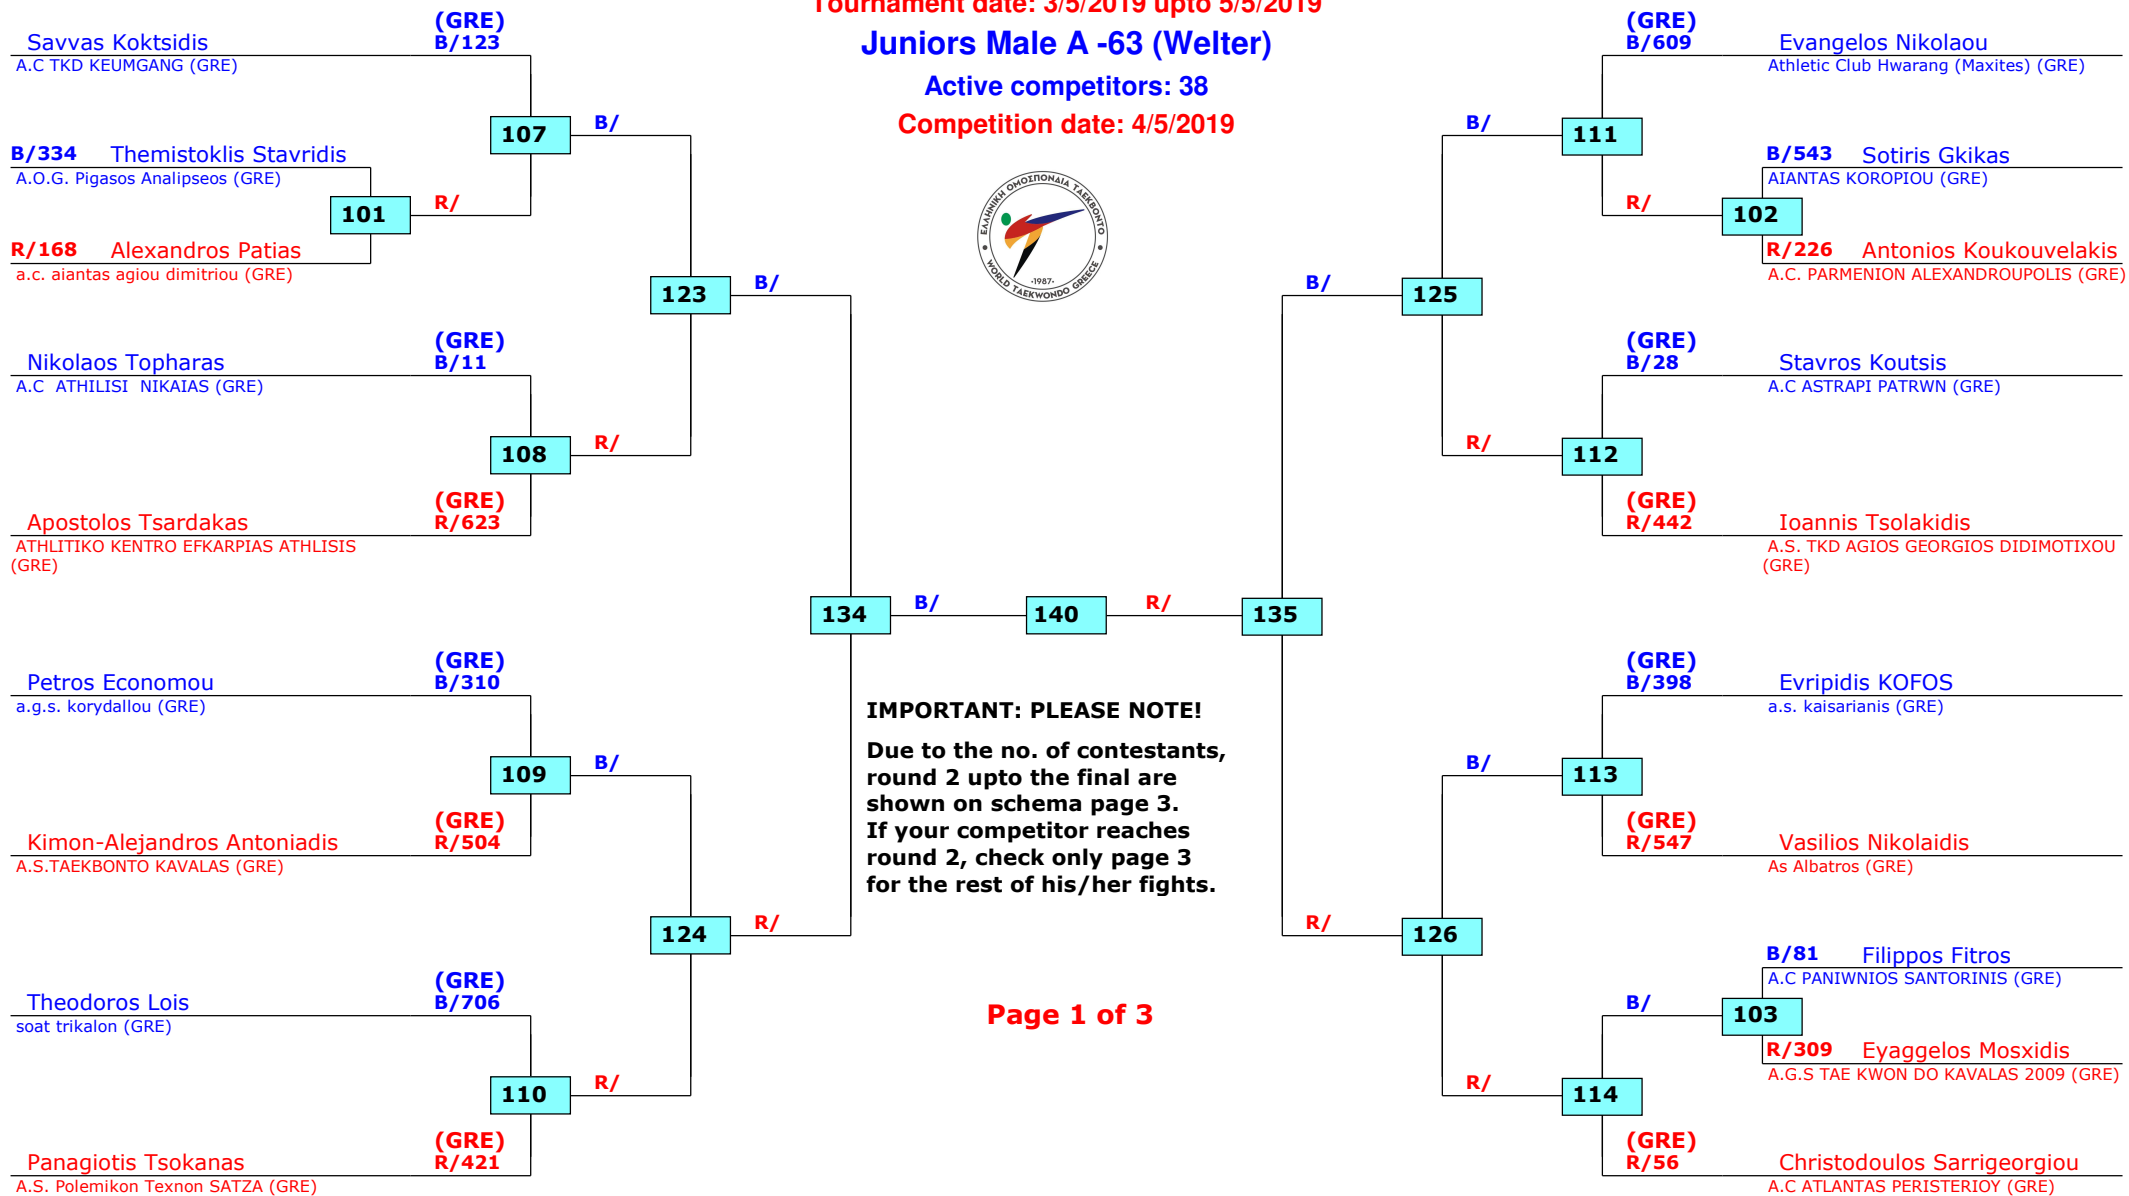 Tournament date: 3/5/2019 upto 5/5/2019
Juniors Male A -63 (Welter)
Active competitors: 38
Competition date: 4/5/2019
(GRE)
Savvas Koktsidis B/123
A.C TKD KEUMGANG (GRE)
107 B/
B/334 Themistoklis Stavridis
A.O.G. Pigasos Analipseos (GRE)
101 R/
R/168 Alexandros Patias
a.c. aiantas agiou dimitriou (GRE)
123 B/
(GRE)
Nikolaos Topharas B/11
A.C ATHILISI NIKAIAS (GRE)
108 R/
(GRE)
Apostolos Tsardakas R/623
ATHLITIKO KENTRO EFKARPIAS ATHLISIS
(GRE)
134 B/ 140 R/ 135
(GRE)
Petros Economou B/310
a.g.s. korydallou (GRE)
109 B/
(GRE)
Kimon-Alejandros Antoniadis R/504
A.S.TAEKBONTO KAVALAS (GRE)
124 R/
(GRE)
Theodoros Lois B/706
soat trikalon (GRE)
110 R/
(GRE)
Panagiotis Tsokanas R/421
A.S. Polemikon Texnon SATZA (GRE)
ΕΛΛΗΝΙΚΗ ΟΜΟΣΠΟΝΔΙΑ ΤΑΕΚΒΟΝΤΟ
·1987·
WORLD TAEKWONDO GREECE
IMPORTANT: PLEASE NOTE!
Due to the no. of contestants,
round 2 upto the final are
shown on schema page 3.
If your competitor reaches
round 2, check only page 3
for the rest of his/her fights.
Page 1 of 3
(GRE)
B/609 Evangelos Nikolaou
Athletic Club Hwarang (Maxites) (GRE)
B/ 111
B/543 Sotiris Gkikas
AIANTAS KOROPIOU (GRE)
R/ 102
R/226 Antonios Koukouvelakis
A.C. PARMENION ALEXANDROUPOLIS (GRE)
B/ 125
(GRE)
B/28 Stavros Koutsis
A.C ASTRAPI PATRWN (GRE)
R/ 112
(GRE)
R/442 Ioannis Tsolakidis
A.S. TKD AGIOS GEORGIOS DIDIMOTIXOU
(GRE)
(GRE)
B/398 Evripidis KOFOS
a.s. kaisarianis (GRE)
B/ 113
(GRE)
R/547 Vasilios Nikolaidis
As Albatros (GRE)
R/ 126
B/81 Filippos Fitros
A.C PANIWNIOS SANTORINIS (GRE)
B/ 103
R/309 Eyaggelos Mosxidis
A.G.S TAE KWON DO KAVALAS 2009 (GRE)
R/ 114
(GRE)
R/56 Christodoulos Sarrigeorgiou
A.C ATLANTAS PERISTERIOY (GRE)